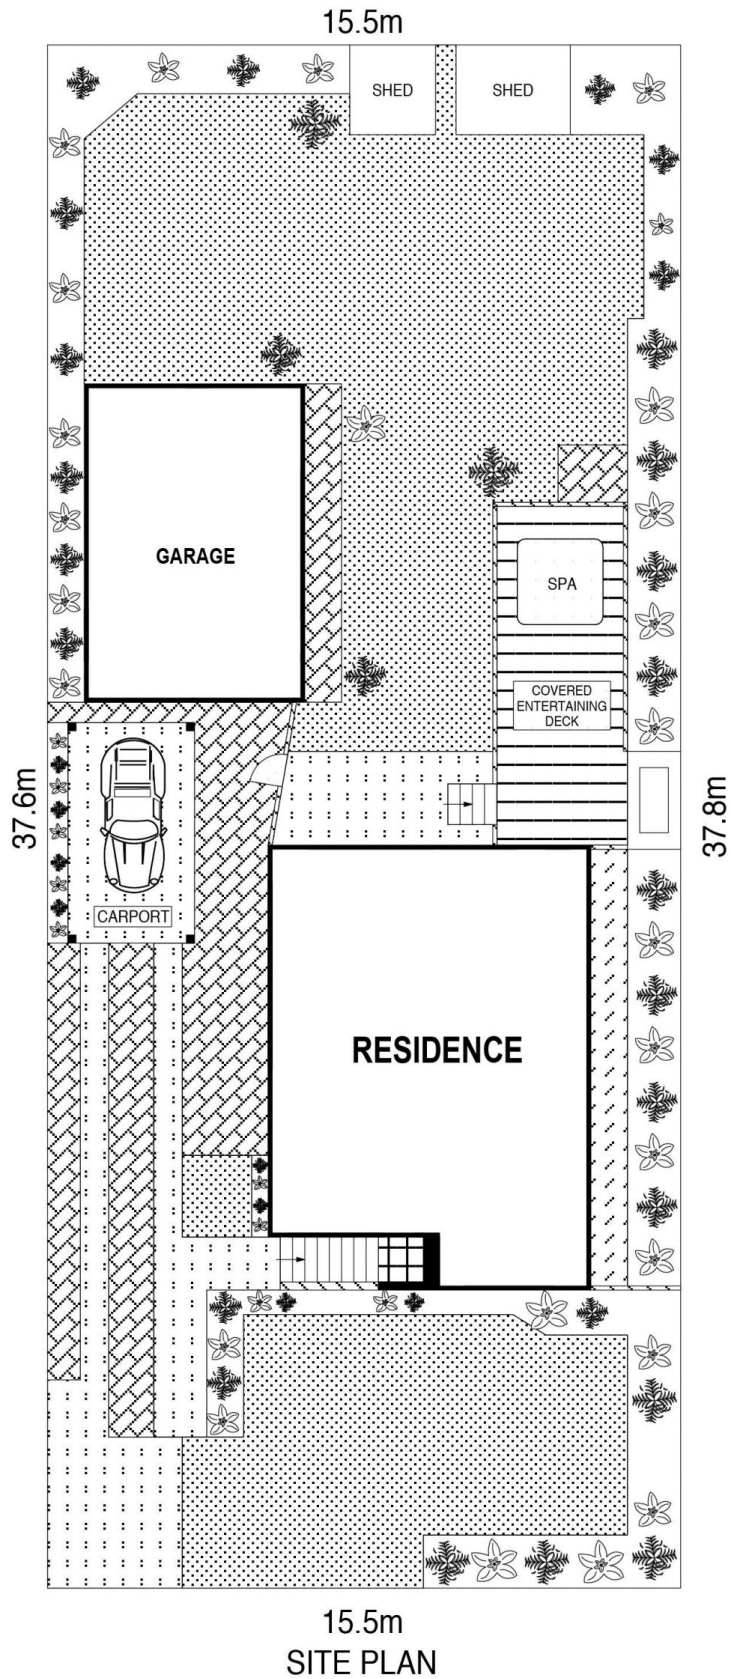 15.5m
SHED
SHED
GARAGE
SPA
COVERED
ENTERTAINING
DECK
37.6m
37.8m
CARPORT
RESIDENCE
15.5m
SITE PLAN